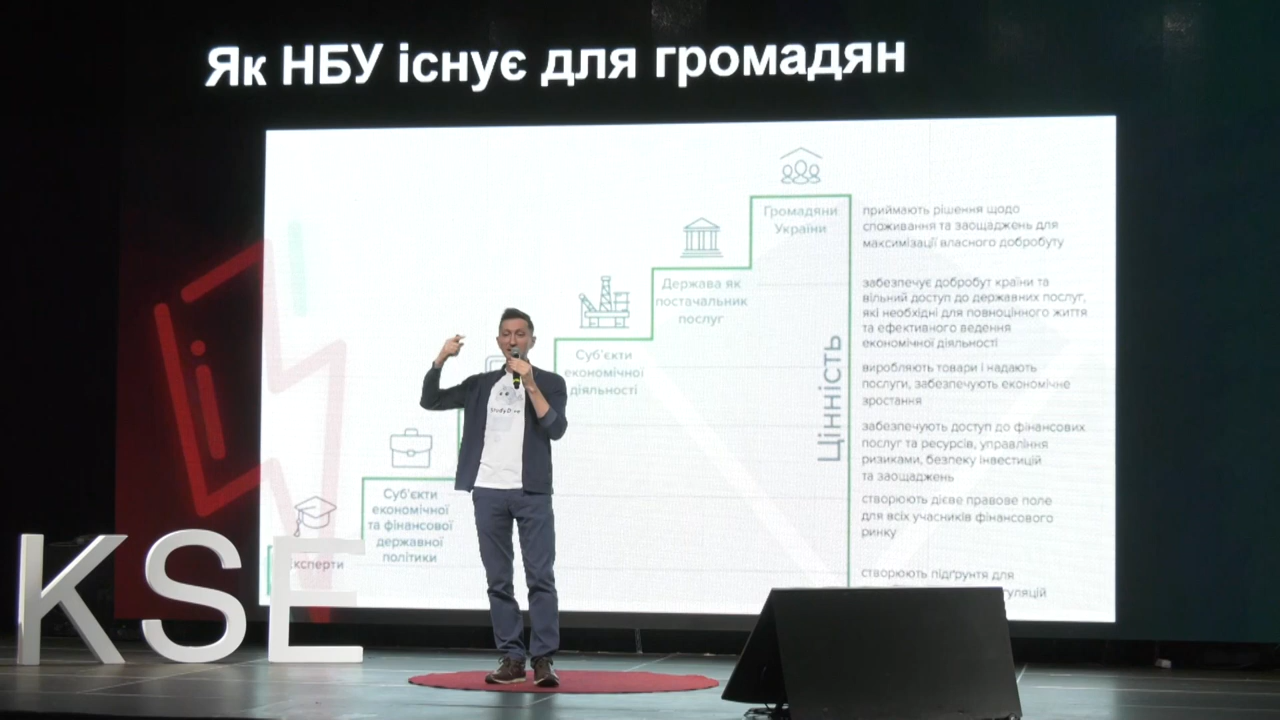 Як НБУ існує для громадян
Громадяни
України
приймають рішення щодо
споживання та заощаджень для
максимізації власного добробуту
Держава як
постачальник
послуг
забезпечує добробут країни та
вільний доступ до державних послуг,
які необхідні для повноцінного життя
та ефективного ведення
економічної діяльності
Суб'єкти
економічної
діяльності
виробляють товари і надають
послуги, забезпечують економічне
зростання
забезпечують доступ до фінансових
послуг та ресурсів, управління
ризиками, безпеку інвестицій
та заощаджень
Суб'єкти
економічної
та фінансової
державної
політики
створюють дієве правове поле
для всіх учасників фінансового
ринку
створюють підґрунтя для
Цінність
KSE